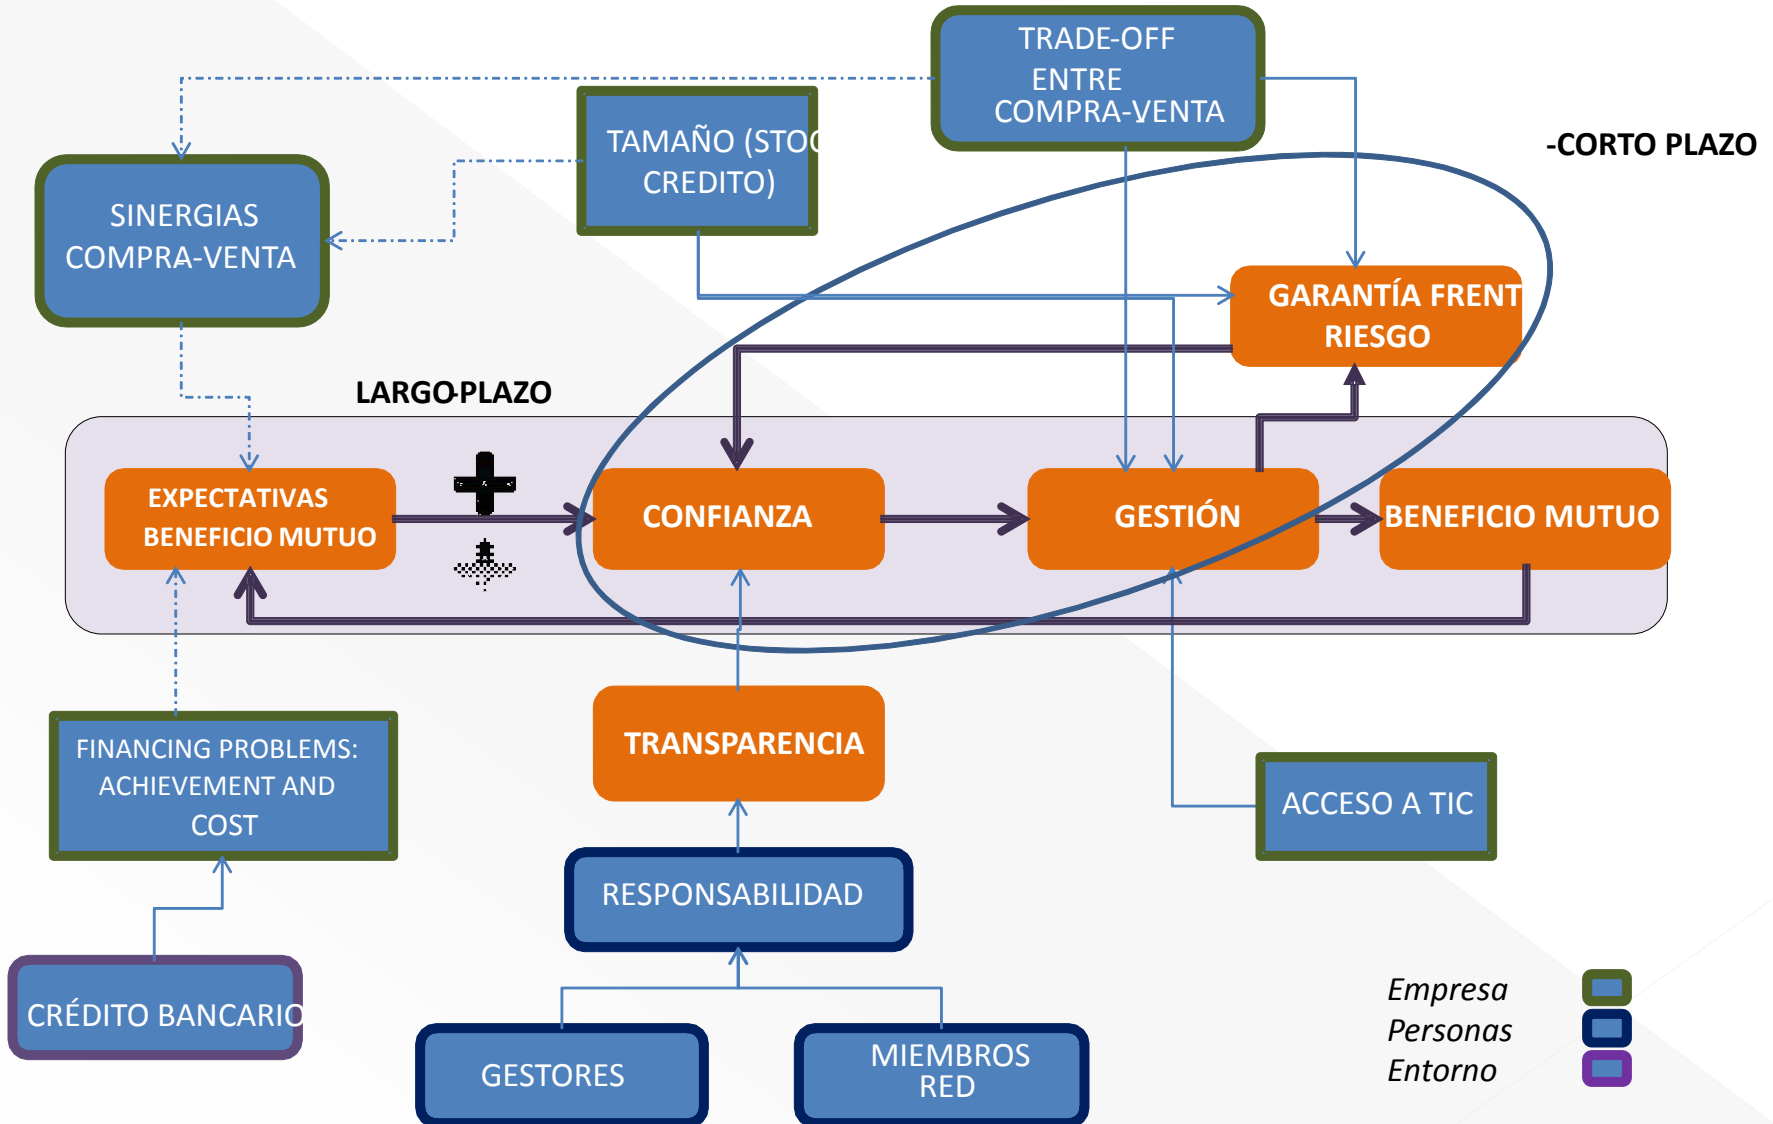 TRADE-OFF
ENTRE
COMPRA-VENTA
TAMAÑO (STOC
CREDITO)
-CORTO PLAZO
SINERGIAS
COMPRA-VENTA
GARANTÍA FRENT
RIESGO
LARGO-PLAZO
EXPECTATIVAS
BENEFICIO MUTUO
CONFIANZA
GESTIÓN
BENEFICIO MUTUO
TRANSPARENCIA
FINANCING PROBLEMS:
ACHIEVEMENT AND
COST
ACCESO A TIC
RESPONSABILIDAD
CRÉDITO BANCARIO
GESTORES
MIEMBROS
RED
Empresa
Personas
Entorno